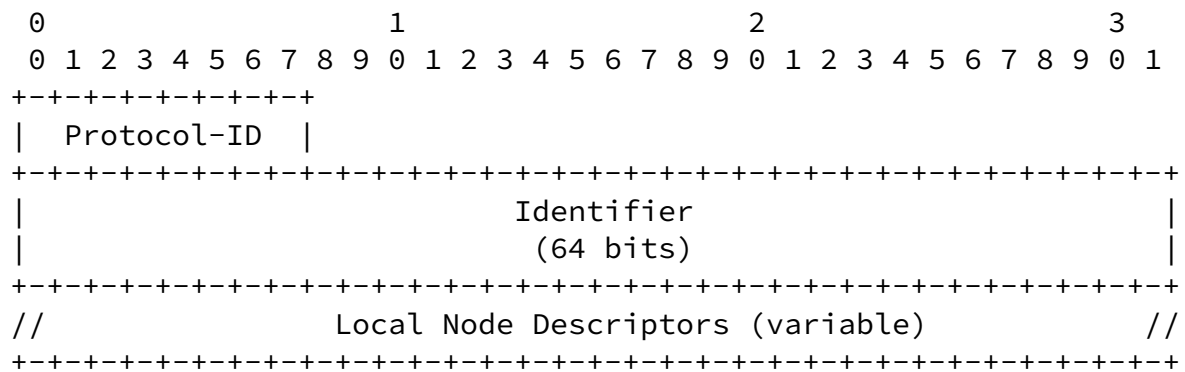 0                   1                   2                   3
 0 1 2 3 4 5 6 7 8 9 0 1 2 3 4 5 6 7 8 9 0 1 2 3 4 5 6 7 8 9 0 1
+-+-+-+-+-+-+-+-+
|  Protocol-ID  |
+-+-+-+-+-+-+-+-+-+-+-+-+-+-+-+-+-+-+-+-+-+-+-+-+-+-+-+-+-+-+-+-+
|                           Identifier                          |
|                            (64 bits)                          |
+-+-+-+-+-+-+-+-+-+-+-+-+-+-+-+-+-+-+-+-+-+-+-+-+-+-+-+-+-+-+-+-+
//                Local Node Descriptors (variable)            //
+-+-+-+-+-+-+-+-+-+-+-+-+-+-+-+-+-+-+-+-+-+-+-+-+-+-+-+-+-+-+-+-+